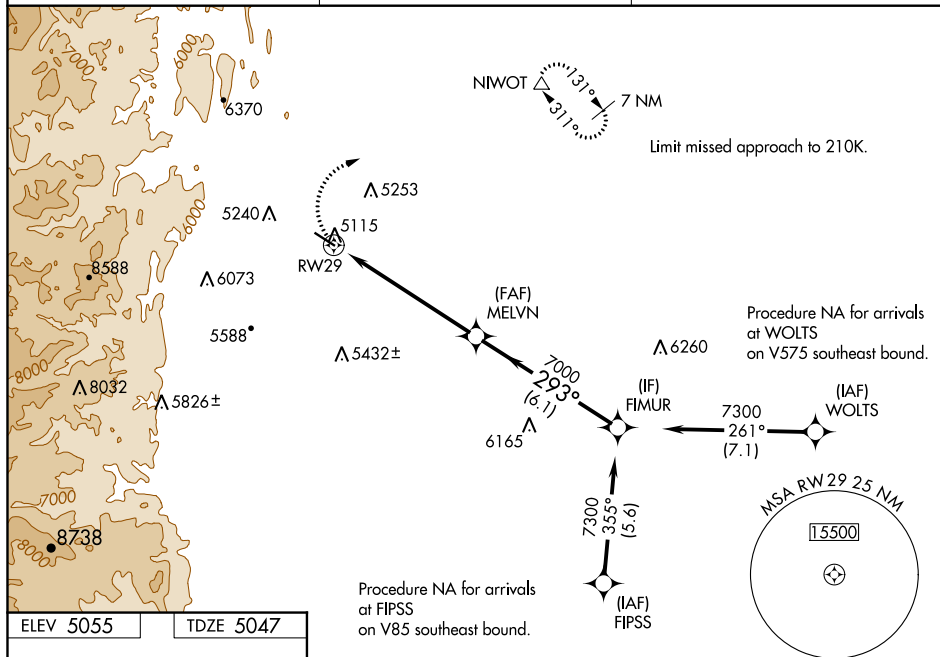 7000
6000
6370
NIWOT
131°
311°
7 NM
Limit missed approach to 210K.
5253
5240
5115
6000
RW29
8588
6073
(FAF)
MELVN
Procedure NA for arrivals
at WOLTS
on V575 southeast bound.
5588
5432±
6260
8000
8032
5826±
7000
293°
(6.1)
(IF)
FIMUR
(IAF)
WOLTS
7300
261°
(7.1)
6165
7000
8000
8738
7300
355°
(5.6)
MSA RW 29 25 NM
15500
Procedure NA for arrivals
at FIPSS
on V85 southeast bound.
(IAF)
FIPSS
ELEV 5055
TDZE 5047